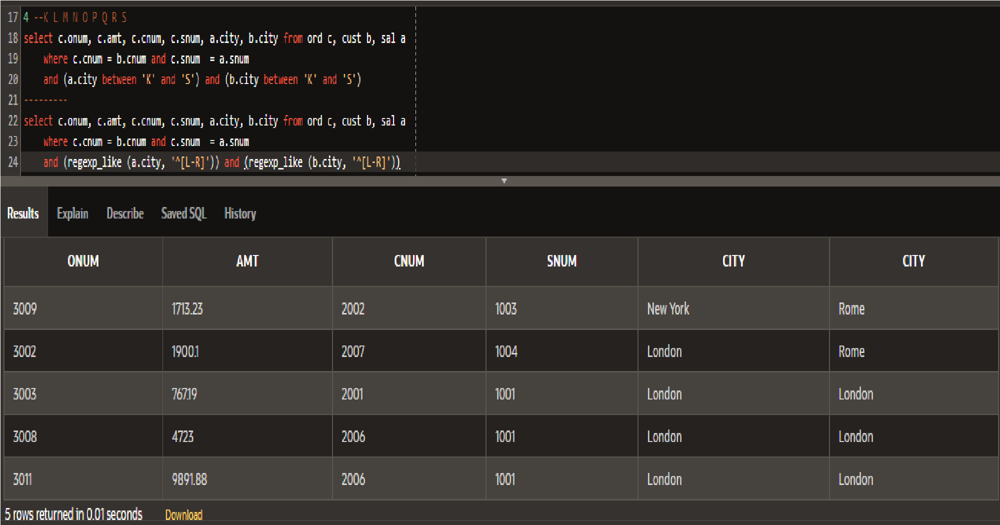 17 4 --K L M N O P Q R S
18 select c.onum, c.amt, c.cnum, c.snum, a.city, b.city from ord c, cust b, sal a
19 where c.cnum = b.cnum and c.snum  = a.snum
20 and (a.city between 'K' and 'S') and (b.city between 'K' and 'S')
21 ---------
22 select c.onum, c.amt, c.cnum, c.snum, a.city, b.city from ord c, cust b, sal a
23 where c.cnum = b.cnum and c.snum  = a.snum
24 and (regexp_like (a.city, '^[L-R]')) and (regexp_like (b.city, '^[L-R]'))
Results Explain Describe Saved SQL History
ONUM AMT CNUM SNUM CITY CITY
3009 1713.23 2002 1003 New York Rome
3002 1900.1 2007 1004 London Rome
3003 767.19 2001 1001 London London
3008 4723 2006 1001 London London
3011 9891.88 2006 1001 London London
5 rows returned in 0.01 seconds Download